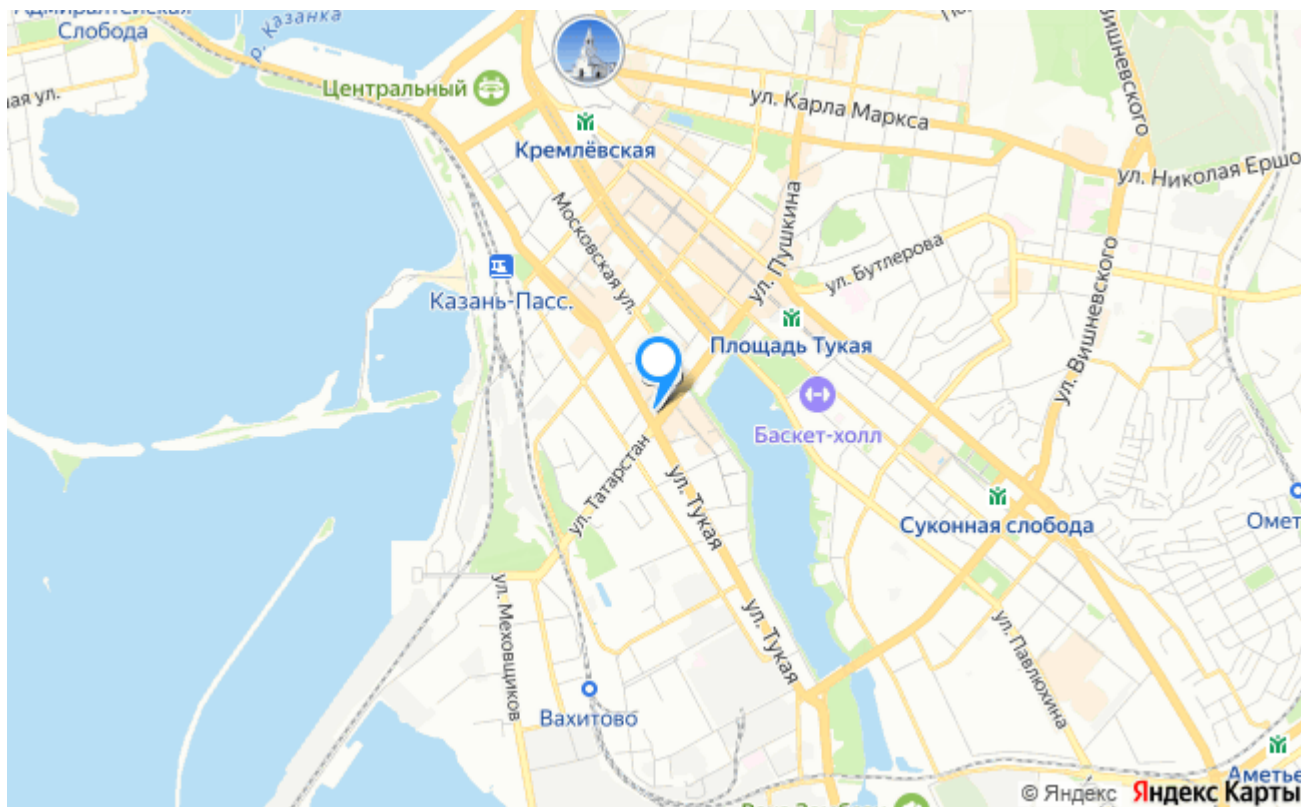 Адмиралтейская
Слобода
р. Казанка
Центральный
ул. Карла Маркса
Вишневского
Кремлёвская
ул. Николая Ершо
Московская ул.
ул. Пушкина
ул. Бутлерова
Казань-Пасс.
ул. Вишневского
Площадь Тукая
Баскет-холл
ул. Татарстан
ул. Тукая
Суконная слобода
Омет
ул. Меховщиков
ул. Тукая
ул. Павлюхина
Вахитово
Аметье
© Яндекс Яндекс Карты